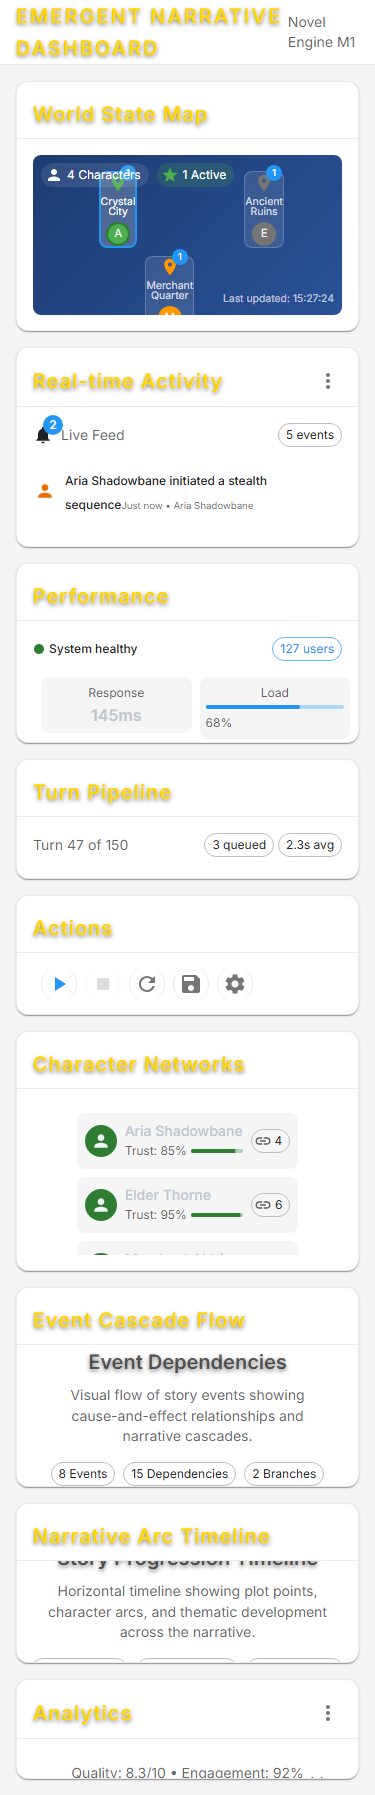 EMERGENT NARRATIVE
DASHBOARD
Novel
Engine M1
World State Map
4 Characters
1 Active
1
Crystal
City
A
1
Ancient
Ruins
E
1
Merchant
Quarter
Last updated: 15:27:24
Real-time Activity
2
Live Feed
5 events
Aria Shadowbane initiated a stealth
sequenceJust now • Aria Shadowbane
Performance
System healthy
127 users
Response
145ms
Load
68%
Turn Pipeline
Turn 47 of 150
3 queued
2.3s avg
Actions
Character Networks
Aria Shadowbane
Trust: 85%
4
Elder Thorne
Trust: 95%
6
Event Cascade Flow
Event Dependencies
Visual flow of story events showing
cause-and-effect relationships and
narrative cascades.
8 Events
15 Dependencies
2 Branches
Narrative Arc Timeline
Story Progression Timeline
Horizontal timeline showing plot points,
character arcs, and thematic development
across the narrative.
Analytics
Quality: 8.3/10 • Engagement: 92%